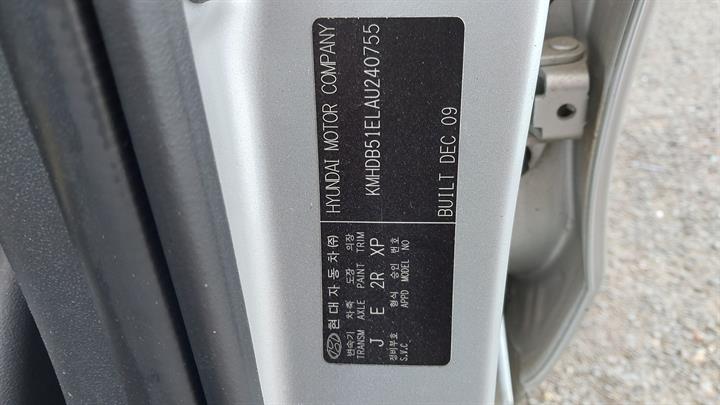 현대자동차(주) HYUNDAI MOTOR COMPANY
변속기 차축 도장 의장
TRANSM AXLE PAINT TRIM
J E 2R XP KMHDB51ELAU240755
정비부호 형식 승인 번호
S.V.C APPD MODEL NO
BUILT DEC 09